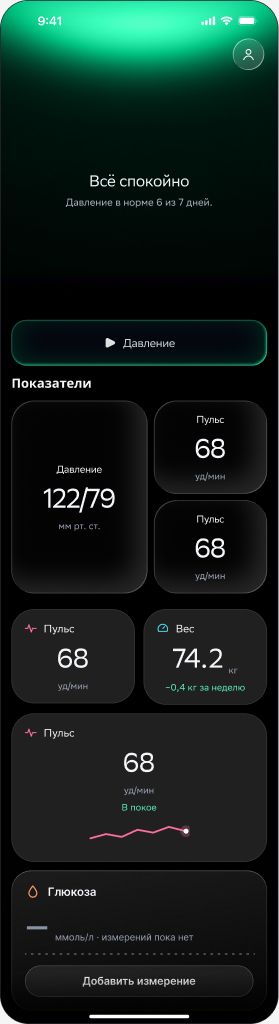 9:41
Всё спокойно
Давление в норме 6 из 7 дней.
Давление
Показатели
Давление
122/79
мм рт. ст.
Пульс
68
уд/мин
Пульс
68
уд/мин
Пульс
68
уд/мин
Вес
74.2 кг
−0,4 кг за неделю
Пульс
68
уд/мин
В покое
Глюкоза
— ммоль/л · измерений пока нет
Добавить измерение